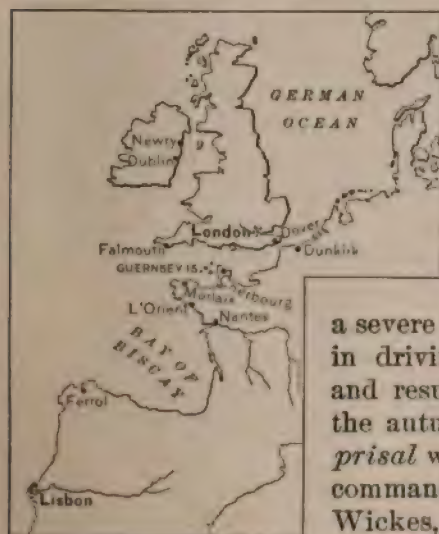 GERMAN
OCEAN
Newry
Dublin
London
Dover
Falmouth
Dunkirk
GUERNSEY IS.
Cherbourg
Morlaix
L'Orient
Nantes
BAY OF
BISCAY
Ferrol
Lisbon
a severe
in drivi
and resu
the autu
prisal w
comman
Wickes,